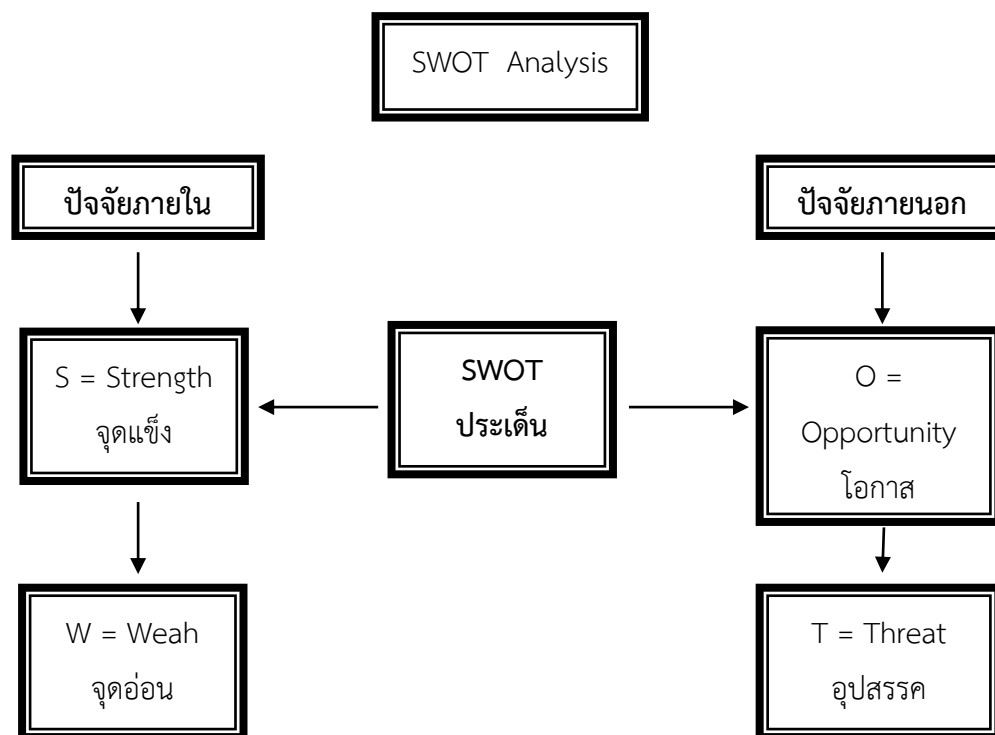 SWOT Analysis
ปัจจัยภายใน
ปัจจัยภายนอก
S = Strength
จุดแข็ง
SWOT
ประเด็น
O =
Opportunity
โอกาส
W = Weah
จุดอ่อน
T = Threat
อุปสรรค